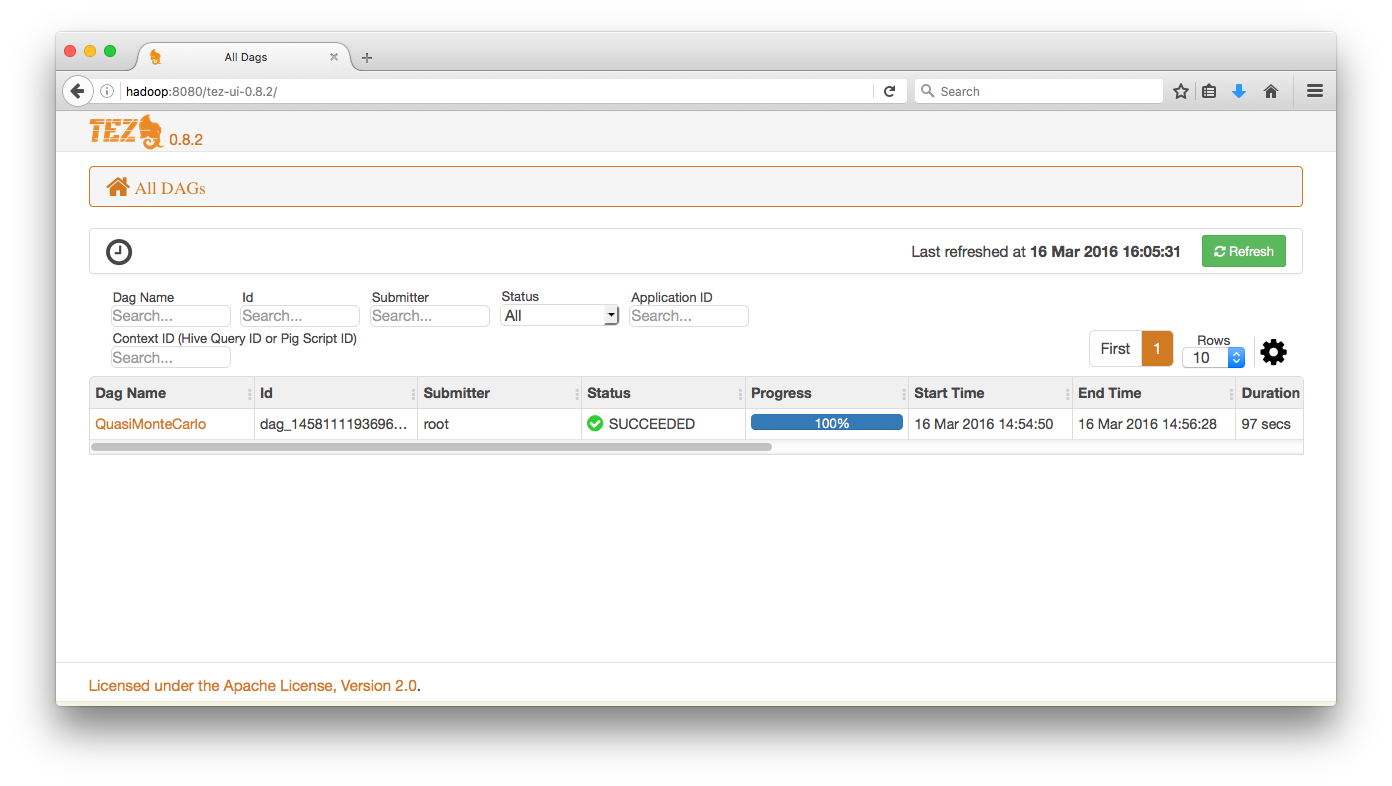 All Dags
hadoop:8080/tez-ui-0.8.2/
Search
TEZ 0.8.2
All DAGs
Last refreshed at 16 Mar 2016 16:05:31 Refresh
Dag Name Id Submitter Status Application ID
Search... Search... Search... All Search...
Context ID (Hive Query ID or Pig Script ID)
Search...
First 1 Rows 10
Dag Name Id Submitter Status Progress Start Time End Time Duration
QuasiMonteCarlo dag_1458111193696... root SUCCEEDED 100% 16 Mar 2016 14:54:50 16 Mar 2016 14:56:28 97 secs
Licensed under the Apache License, Version 2.0.